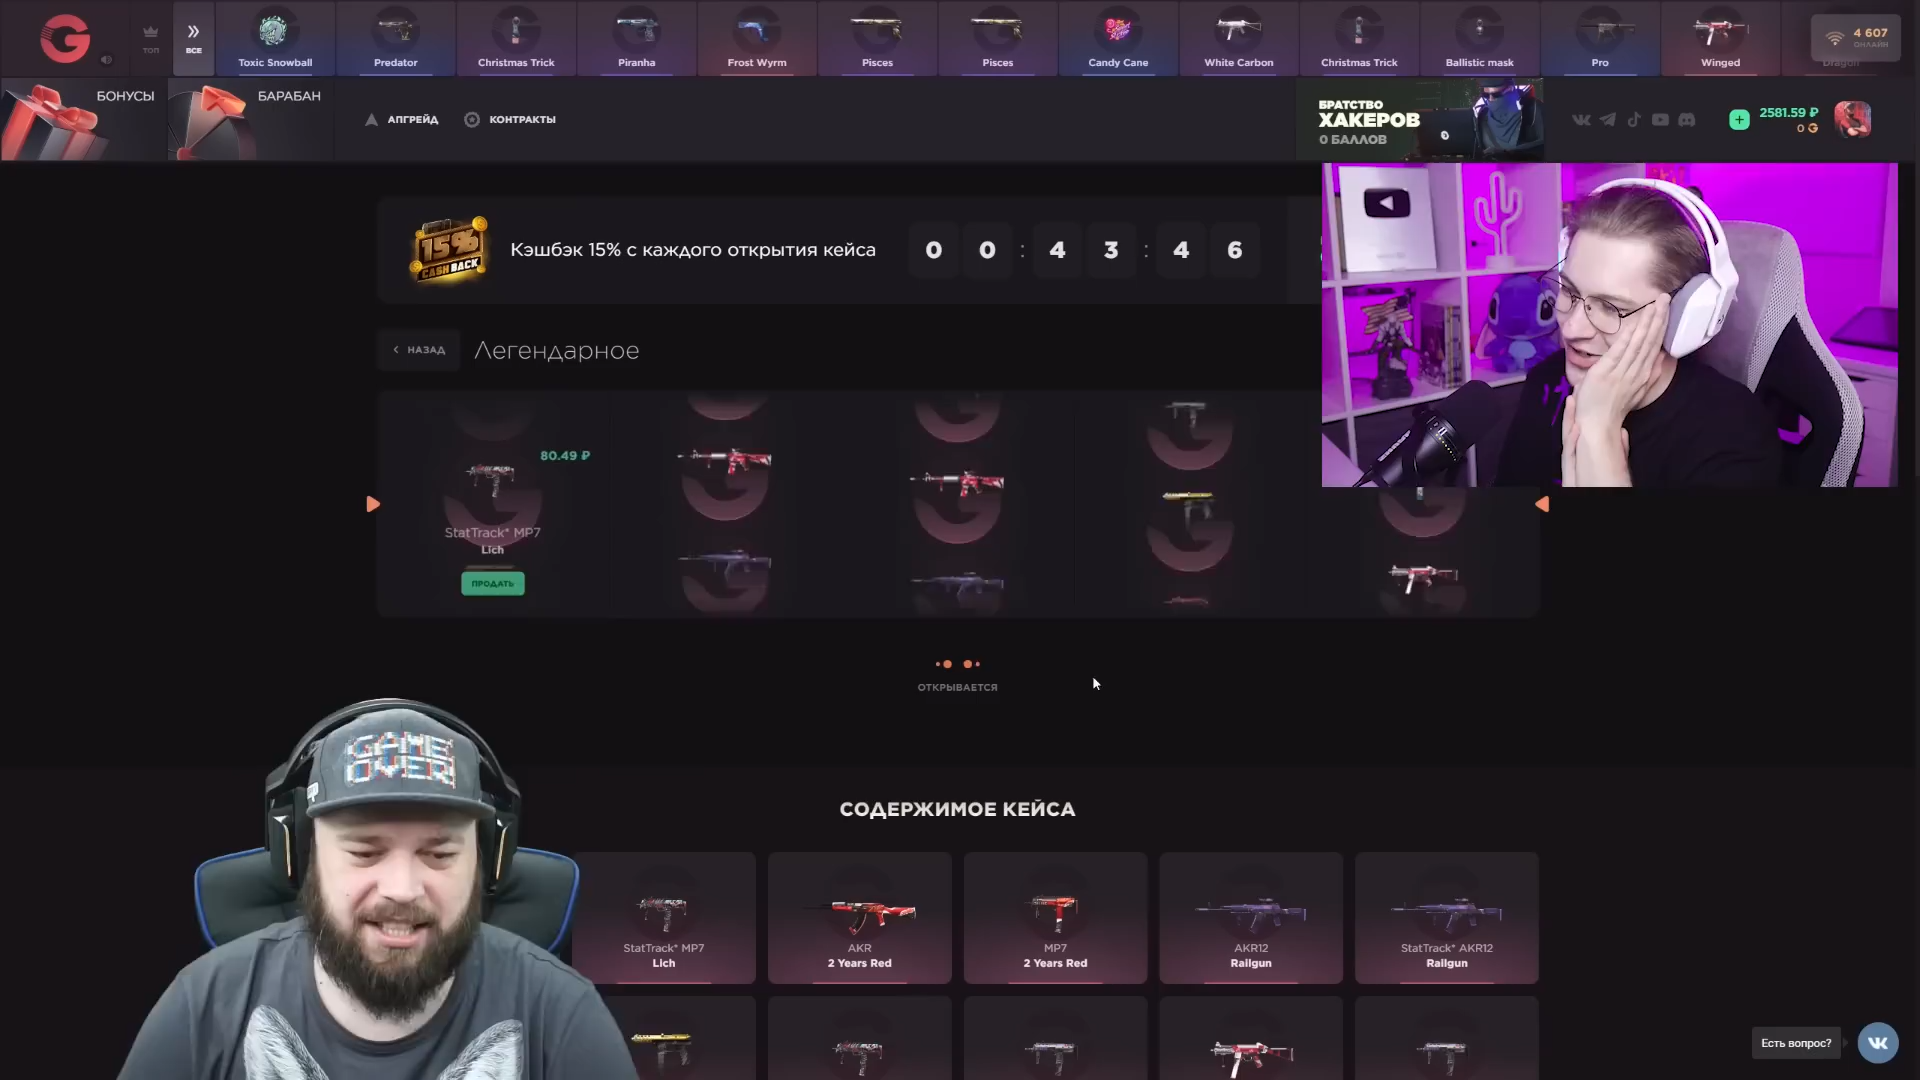 ТОП
ВСЕ
Toxic Snowball
Predator
Christmas Trick
Piranha
Frost Wyrm
Pisces
Pisces
Candy Cane
White Carbon
Christmas Trick
Ballistic mask
Pro
Winged
Dragon
4 607
ОНЛАЙН
БОНУСЫ
БАРАБАН
АПГРЕЙД
КОНТРАКТЫ
БРАТСТВО
ХАКЕРОВ
0 БАЛЛОВ
2581.59 ₽
0 G
15%
CASH BACK
Кэшбэк 15% с каждого открытия кейса
0 0 : 4 3 : 4 6
НАЗАД
Легендарное
80.49 ₽
StatTrack* MP7
Lich
ПРОДАТЬ
ОТКРЫВАЕТСЯ
GAME
OVER!
СОДЕРЖИМОЕ КЕЙСА
StatTrack* MP7
Lich
AKR
2 Years Red
MP7
2 Years Red
AKR12
Railgun
StatTrack* AKR12
Railgun
Есть вопрос?